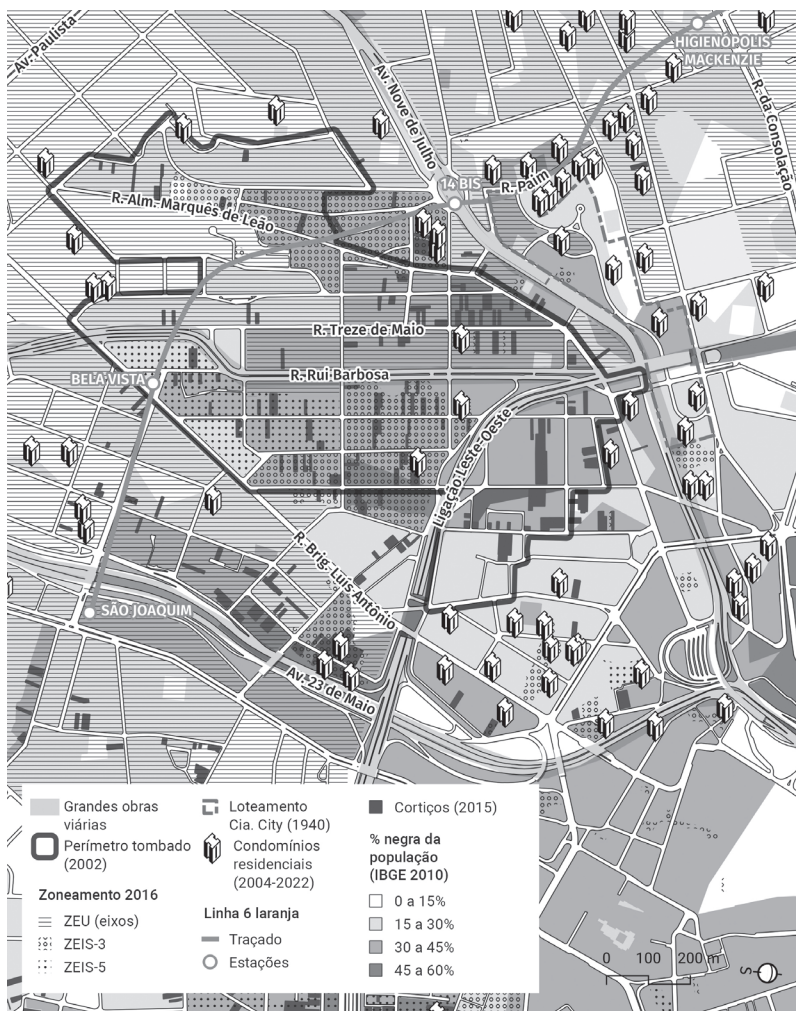 HIGIENÓPOLIS
MACKENZIE
Av. Paulista
Av. Nove de Julho
R. da Consolação
14 BIS
R. Paim
R. Alm. Marquês de Leão
R. Treze de Maio
BELA VISTA
R. Rui Barbosa
Ligação Leste-Oeste
R. Brig. Luis Antônio
SÃO JOAQUIM
Av. 23 de Maio
Grandes obras
viárias
Perímetro tombado
(2002)
Zoneamento 2016
ZEU (eixos)
ZEIS-3
ZEIS-5
Loteamento
Cia. City (1940)
Condomínios
residenciais
(2004-2022)
Linha 6 laranja
Traçado
Estações
Cortiços (2015)
% negra da
população
(IBGE 2010)
0 a 15%
15 a 30%
30 a 45%
45 a 60%
0 100 200 m
S